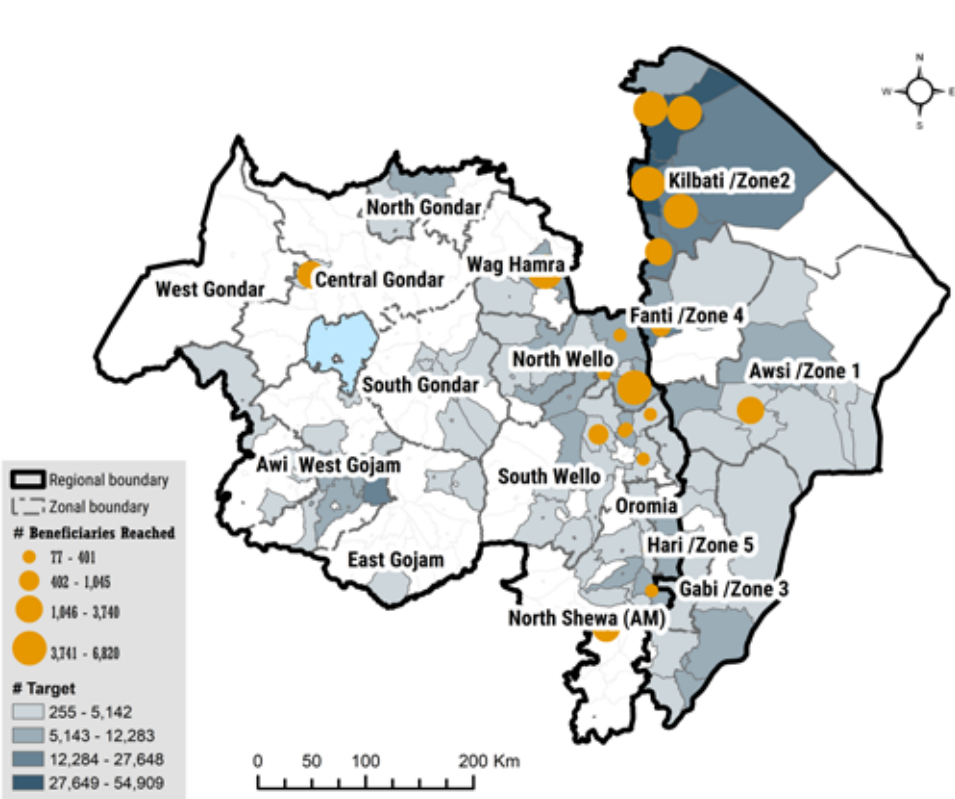 N
W E
S
Kilbati /Zone2
North Gondar
Wag Hamra
Central Gondar
West Gondar
Fanti /Zone 4
North Wello
Awsi /Zone 1
South Gondar
Awi West Gojam
South Wello
Oromia
Hari /Zone 5
East Gojam
Gabi /Zone 3
North Shewa (AM)
Regional boundary
Zonal boundary
# Beneficiaries Reached
77 - 401
402 - 1,045
1,046 - 3,740
3,741 - 6,820
# Target
255 - 5,142
5,143 - 12,283
12,284 - 27,648
27,649 - 54,909
0 50 100 200 Km